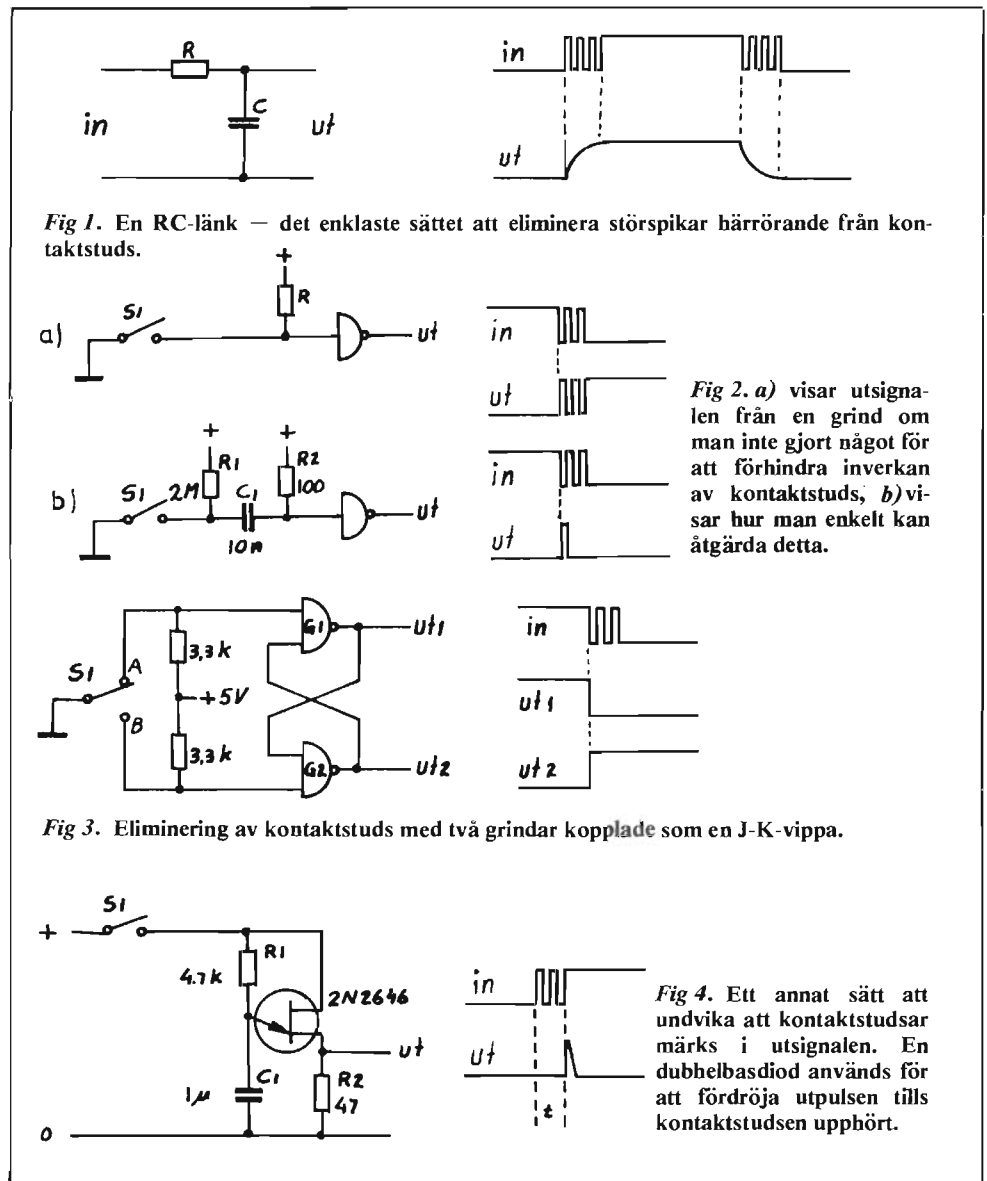 R
in
C
ut
in
ut
Fig 1. En RC-länk — det enklaste sättet att eliminera störspikar härrörande från kon-
taktstuds.
a)
S1
+
R
ut
in
ut
b)
S1
2M
+
R1
C1
10n
+
R2
100
ut
in
ut
Fig 2. a) visar utsigna-
len från en grind om
man inte gjort något för
att förhindra inverkan
av kontaktstuds, b) vi-
sar hur man enkelt kan
åtgärda detta.
S1
A
B
3,3k
+5V
3,3k
G1
G2
Ut1
Ut2
in
ut1
ut2
Fig 3. Eliminering av kontaktstuds med två grindar kopplade som en J-K-vippa.
+
S1
R1
4.7k
2N2646
ut
C1
1μ
R2
47
0
in
ut
t
Fig 4. Ett annat sätt att
undvika att kontaktstudsar
märks i utsignalen. En
dubhelbasdiod används för
att fördröja utpulsen tills
kontaktstudsen upphört.